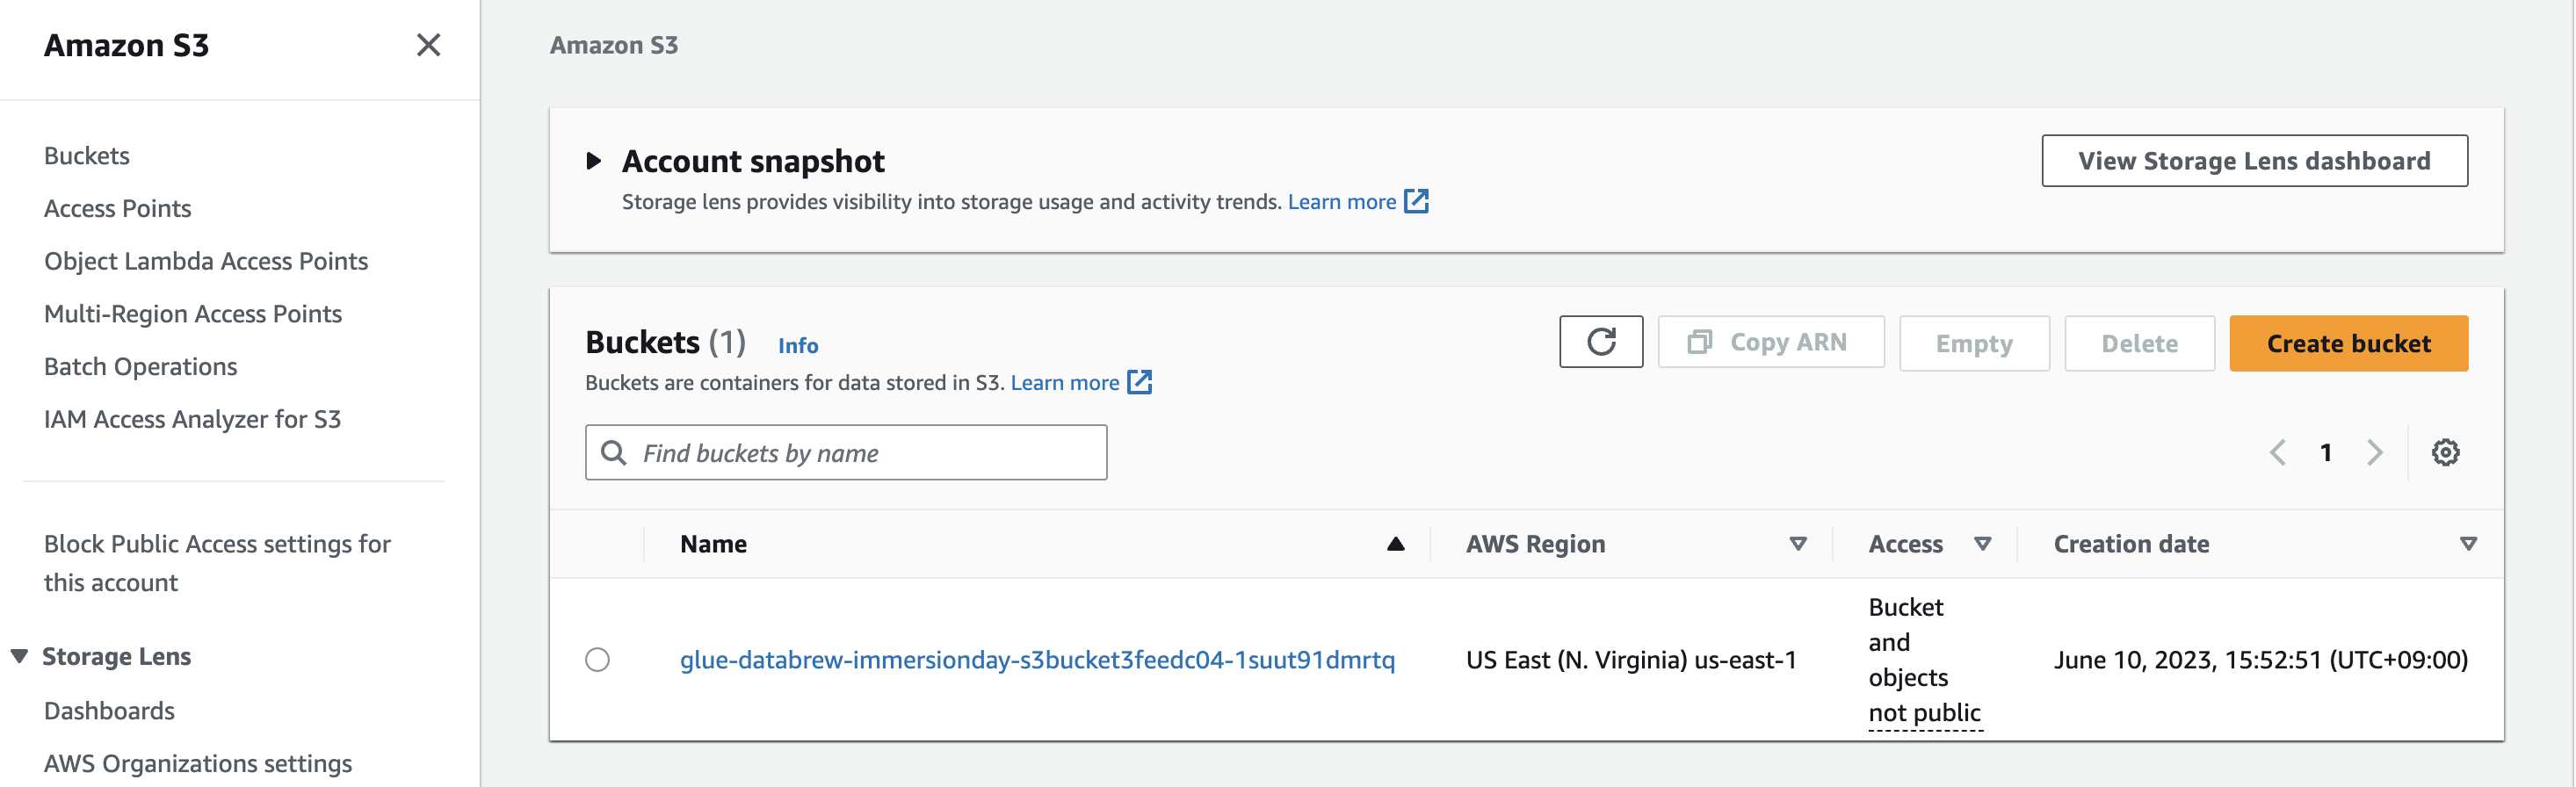 Amazon S3
Buckets
Access Points
Object Lambda Access Points
Multi-Region Access Points
Batch Operations
IAM Access Analyzer for S3
Block Public Access settings for
this account
Storage Lens
Dashboards
AWS Organizations settings
Amazon S3
Account snapshot
View Storage Lens dashboard
Storage lens provides visibility into storage usage and activity trends. Learn more
Buckets (1) Info
Copy ARN Empty Delete Create bucket
Buckets are containers for data stored in S3. Learn more
Find buckets by name
1
Name AWS Region Access Creation date
glue-databrew-immersionday-s3bucket3feedc04-1suut91dmrtq US East (N. Virginia) us-east-1
Bucket
and
objects
not public
June 10, 2023, 15:52:51 (UTC+09:00)